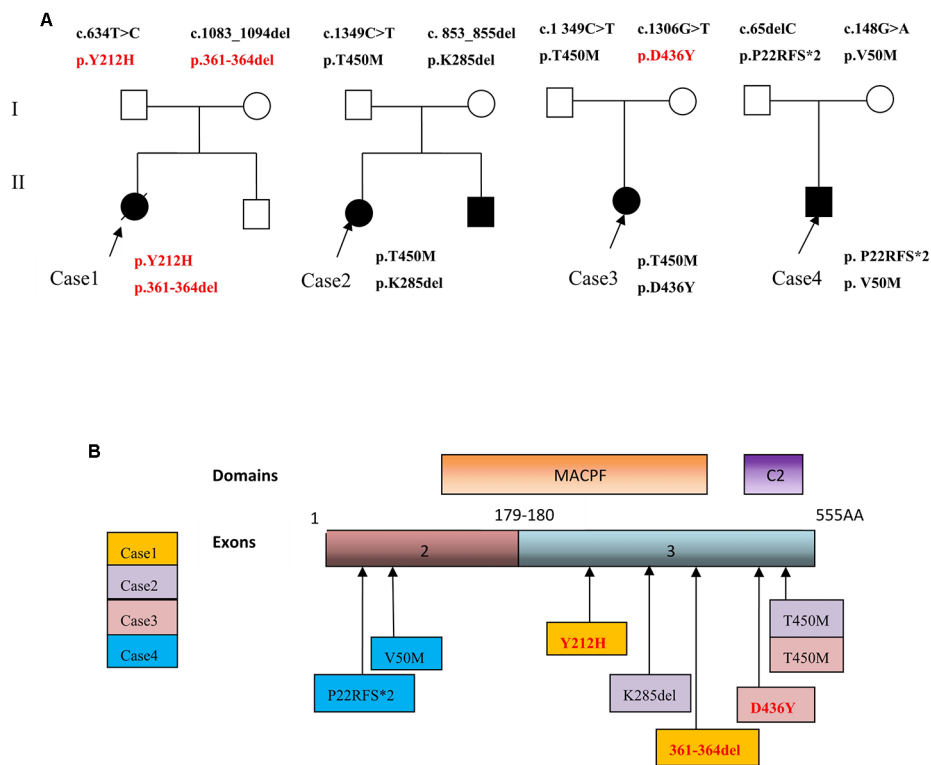 A
c.634T>C c.1083_1094del c.1349C>T c. 853_855del c.1 349C>T c.1306G>T c.65delC c.148G>A
p.Y212H p.361-364del p.T450M p.K285del p.T450M p.D436Y p.P22RFS*2 p.V50M
I
II
Case1 p.Y212H
p.361-364del
Case2 p.T450M
p.K285del
Case3 p.T450M
p.D436Y
Case4 p. P22RFS*2
p. V50M
B
Domains MACPF C2
1 179-180 555AA
Exons 2 3
Case1
Case2
Case3
Case4
Y212H
T450M
T450M
V50M
P22RFS*2
K285del
D436Y
361-364del